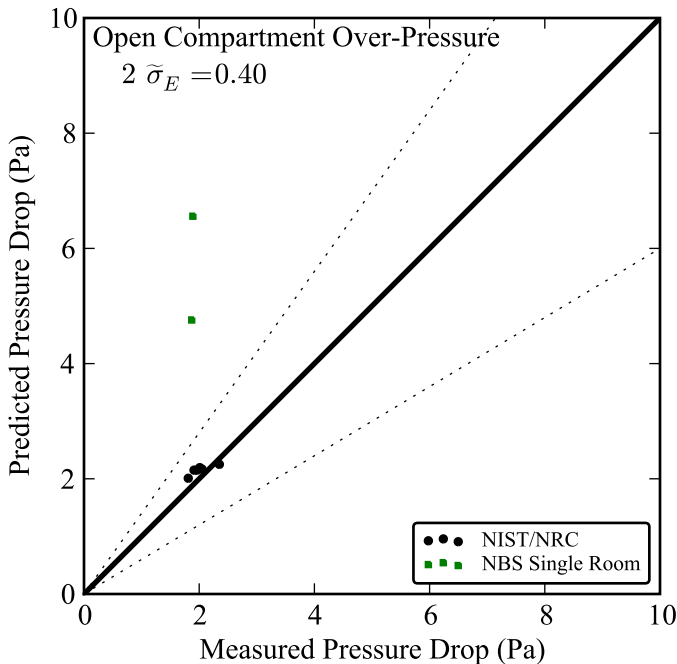 Open Compartment Over-Pressure
2 σ̃_E =0.40
Predicted Pressure Drop (Pa)
10
8
6
4
2
0
NIST/NRC
NBS Single Room
0 2 4 6 8 10
Measured Pressure Drop (Pa)